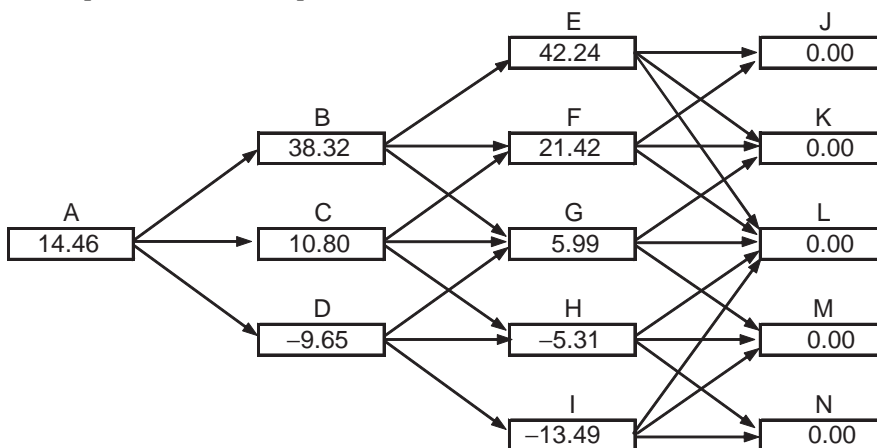 E
42.24
J
0.00
B
38.32
F
21.42
K
0.00
A
14.46
C
10.80
G
5.99
L
0.00
D
−9.65
H
−5.31
M
0.00
I
−13.49
N
0.00